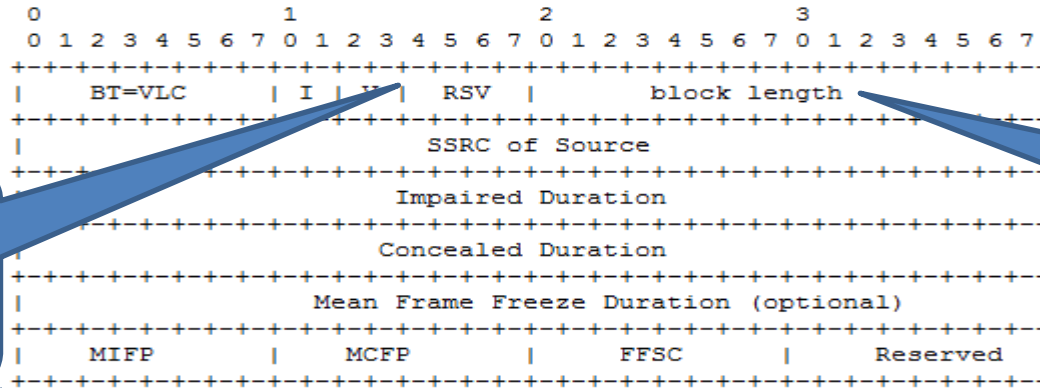 0 1 2 3
0 1 2 3 4 5 6 7 0 1 2 3 4 5 6 7 0 1 2 3 4 5 6 7 0 1 2 3 4 5 6 7
| BT=VLC | I | | RSV | block length
| SSRC of Source
Impaired Duration
| Concealed Duration
| Mean Frame Freeze Duration (optional)
| MIFP | MCFP | FFSC | Reserved